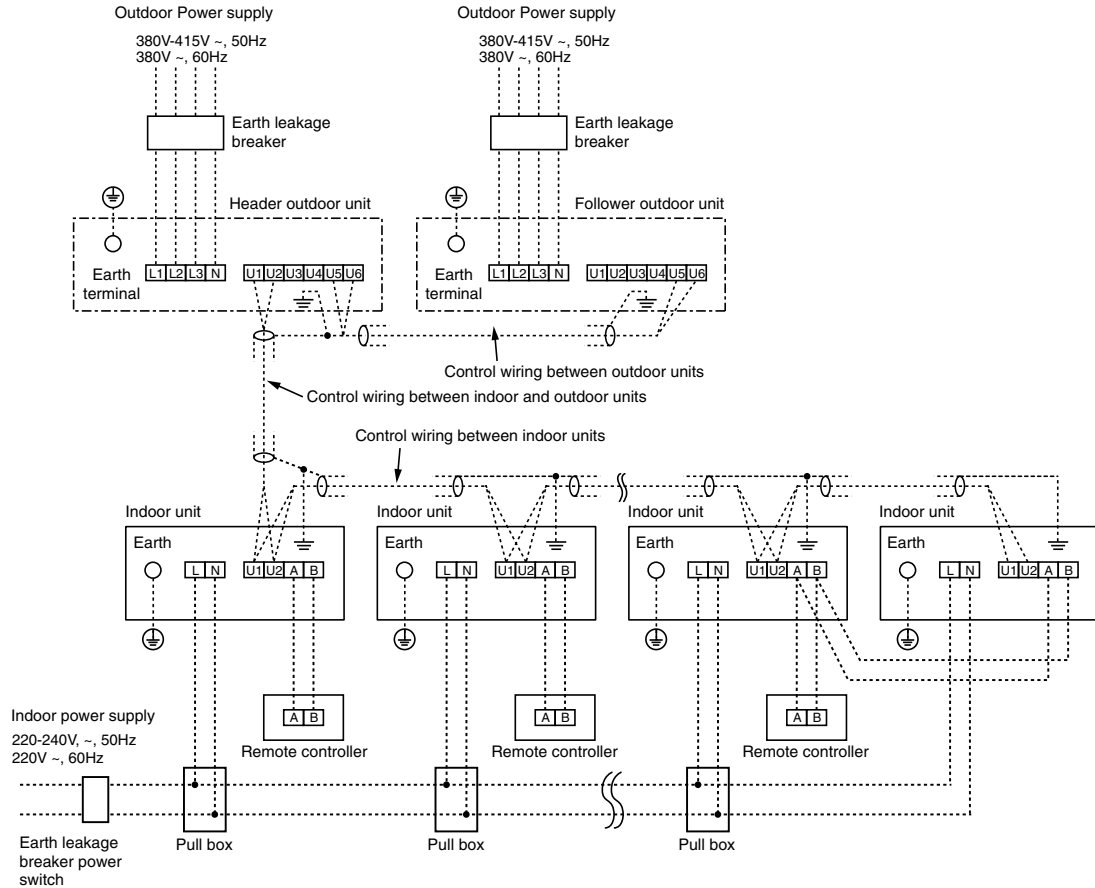 Outdoor Power supply
380V-415V ~, 50Hz
380V ~, 60Hz
Outdoor Power supply
380V-415V ~, 50Hz
380V ~, 60Hz
Earth leakage
breaker
Earth leakage
breaker
Header outdoor unit
Follower outdoor unit
Earth
terminal
L1 L2 L3 N
U1 U2 U3 U4 U5 U6
Earth
terminal
L1 L2 L3 N
U1 U2 U3 U4 U5 U6
Control wiring between outdoor units
Control wiring between indoor and outdoor units
Control wiring between indoor units
Indoor unit
Indoor unit
Indoor unit
Indoor unit
Earth
L N
U1 U2 A B
Earth
L N
U1 U2 A B
Earth
L N
U1 U2 A B
Earth
L N
U1 U2 A B
A B
Remote controller
A B
Remote controller
A B
Remote controller
Indoor power supply
220-240V, ~, 50Hz
220V ~, 60Hz
Earth leakage
breaker power
switch
Pull box
Pull box
Pull box